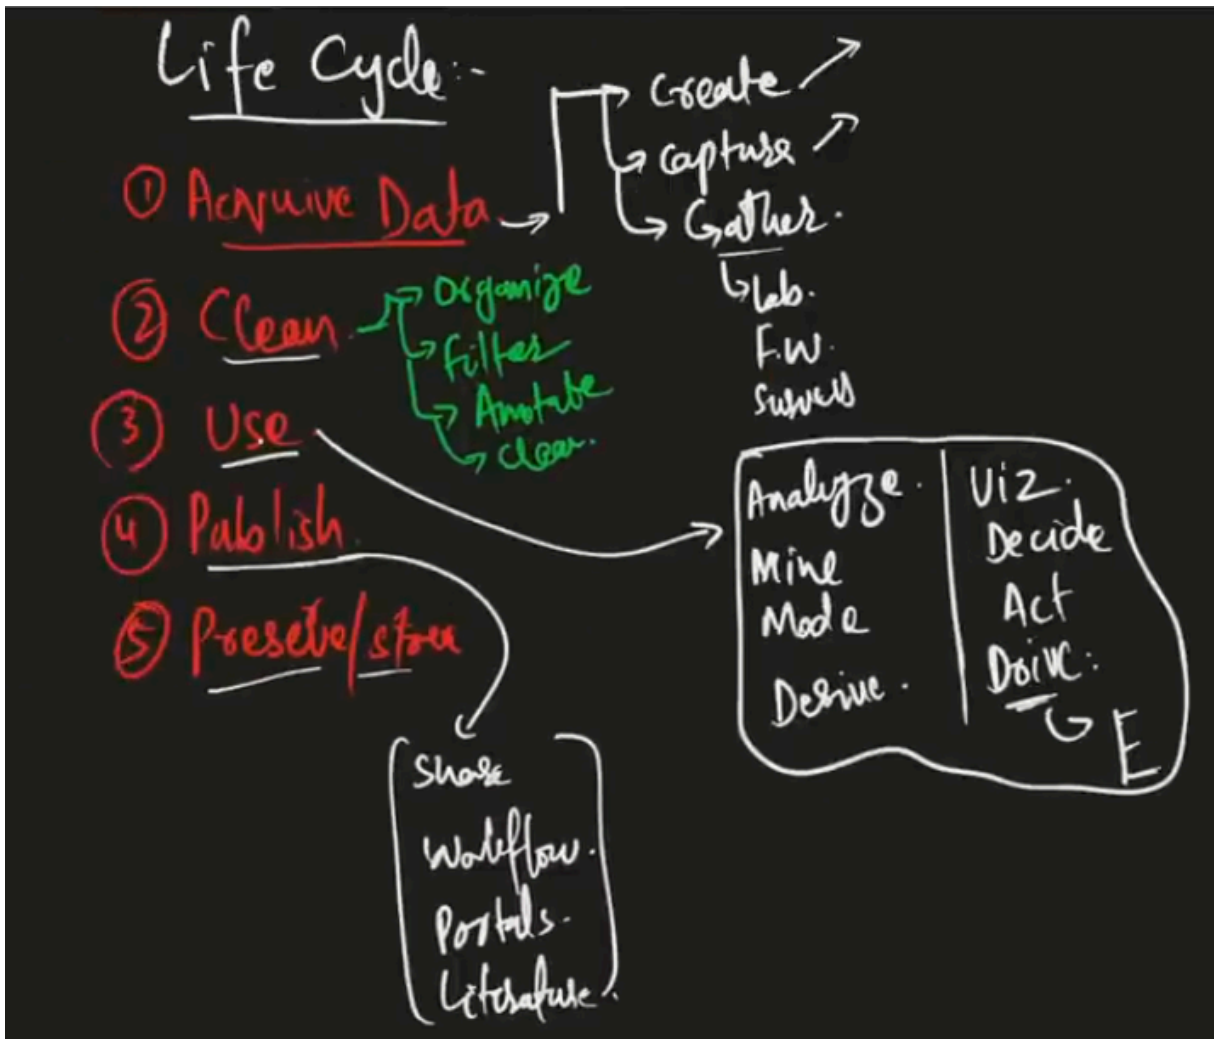 Life Cycle:-
① Acquire Data
Create
Capture
Gather.
Lab.
F.W.
Surveys
② Clean
Organize
Filter
Annotate
Clean.
③ Use
Analyze.
Mine
Model
Derive.
Viz.
Decide
Act
Drive:
E
④ Publish
Share
Workflow.
Portals.
Literature.
⑤ Preserve/store